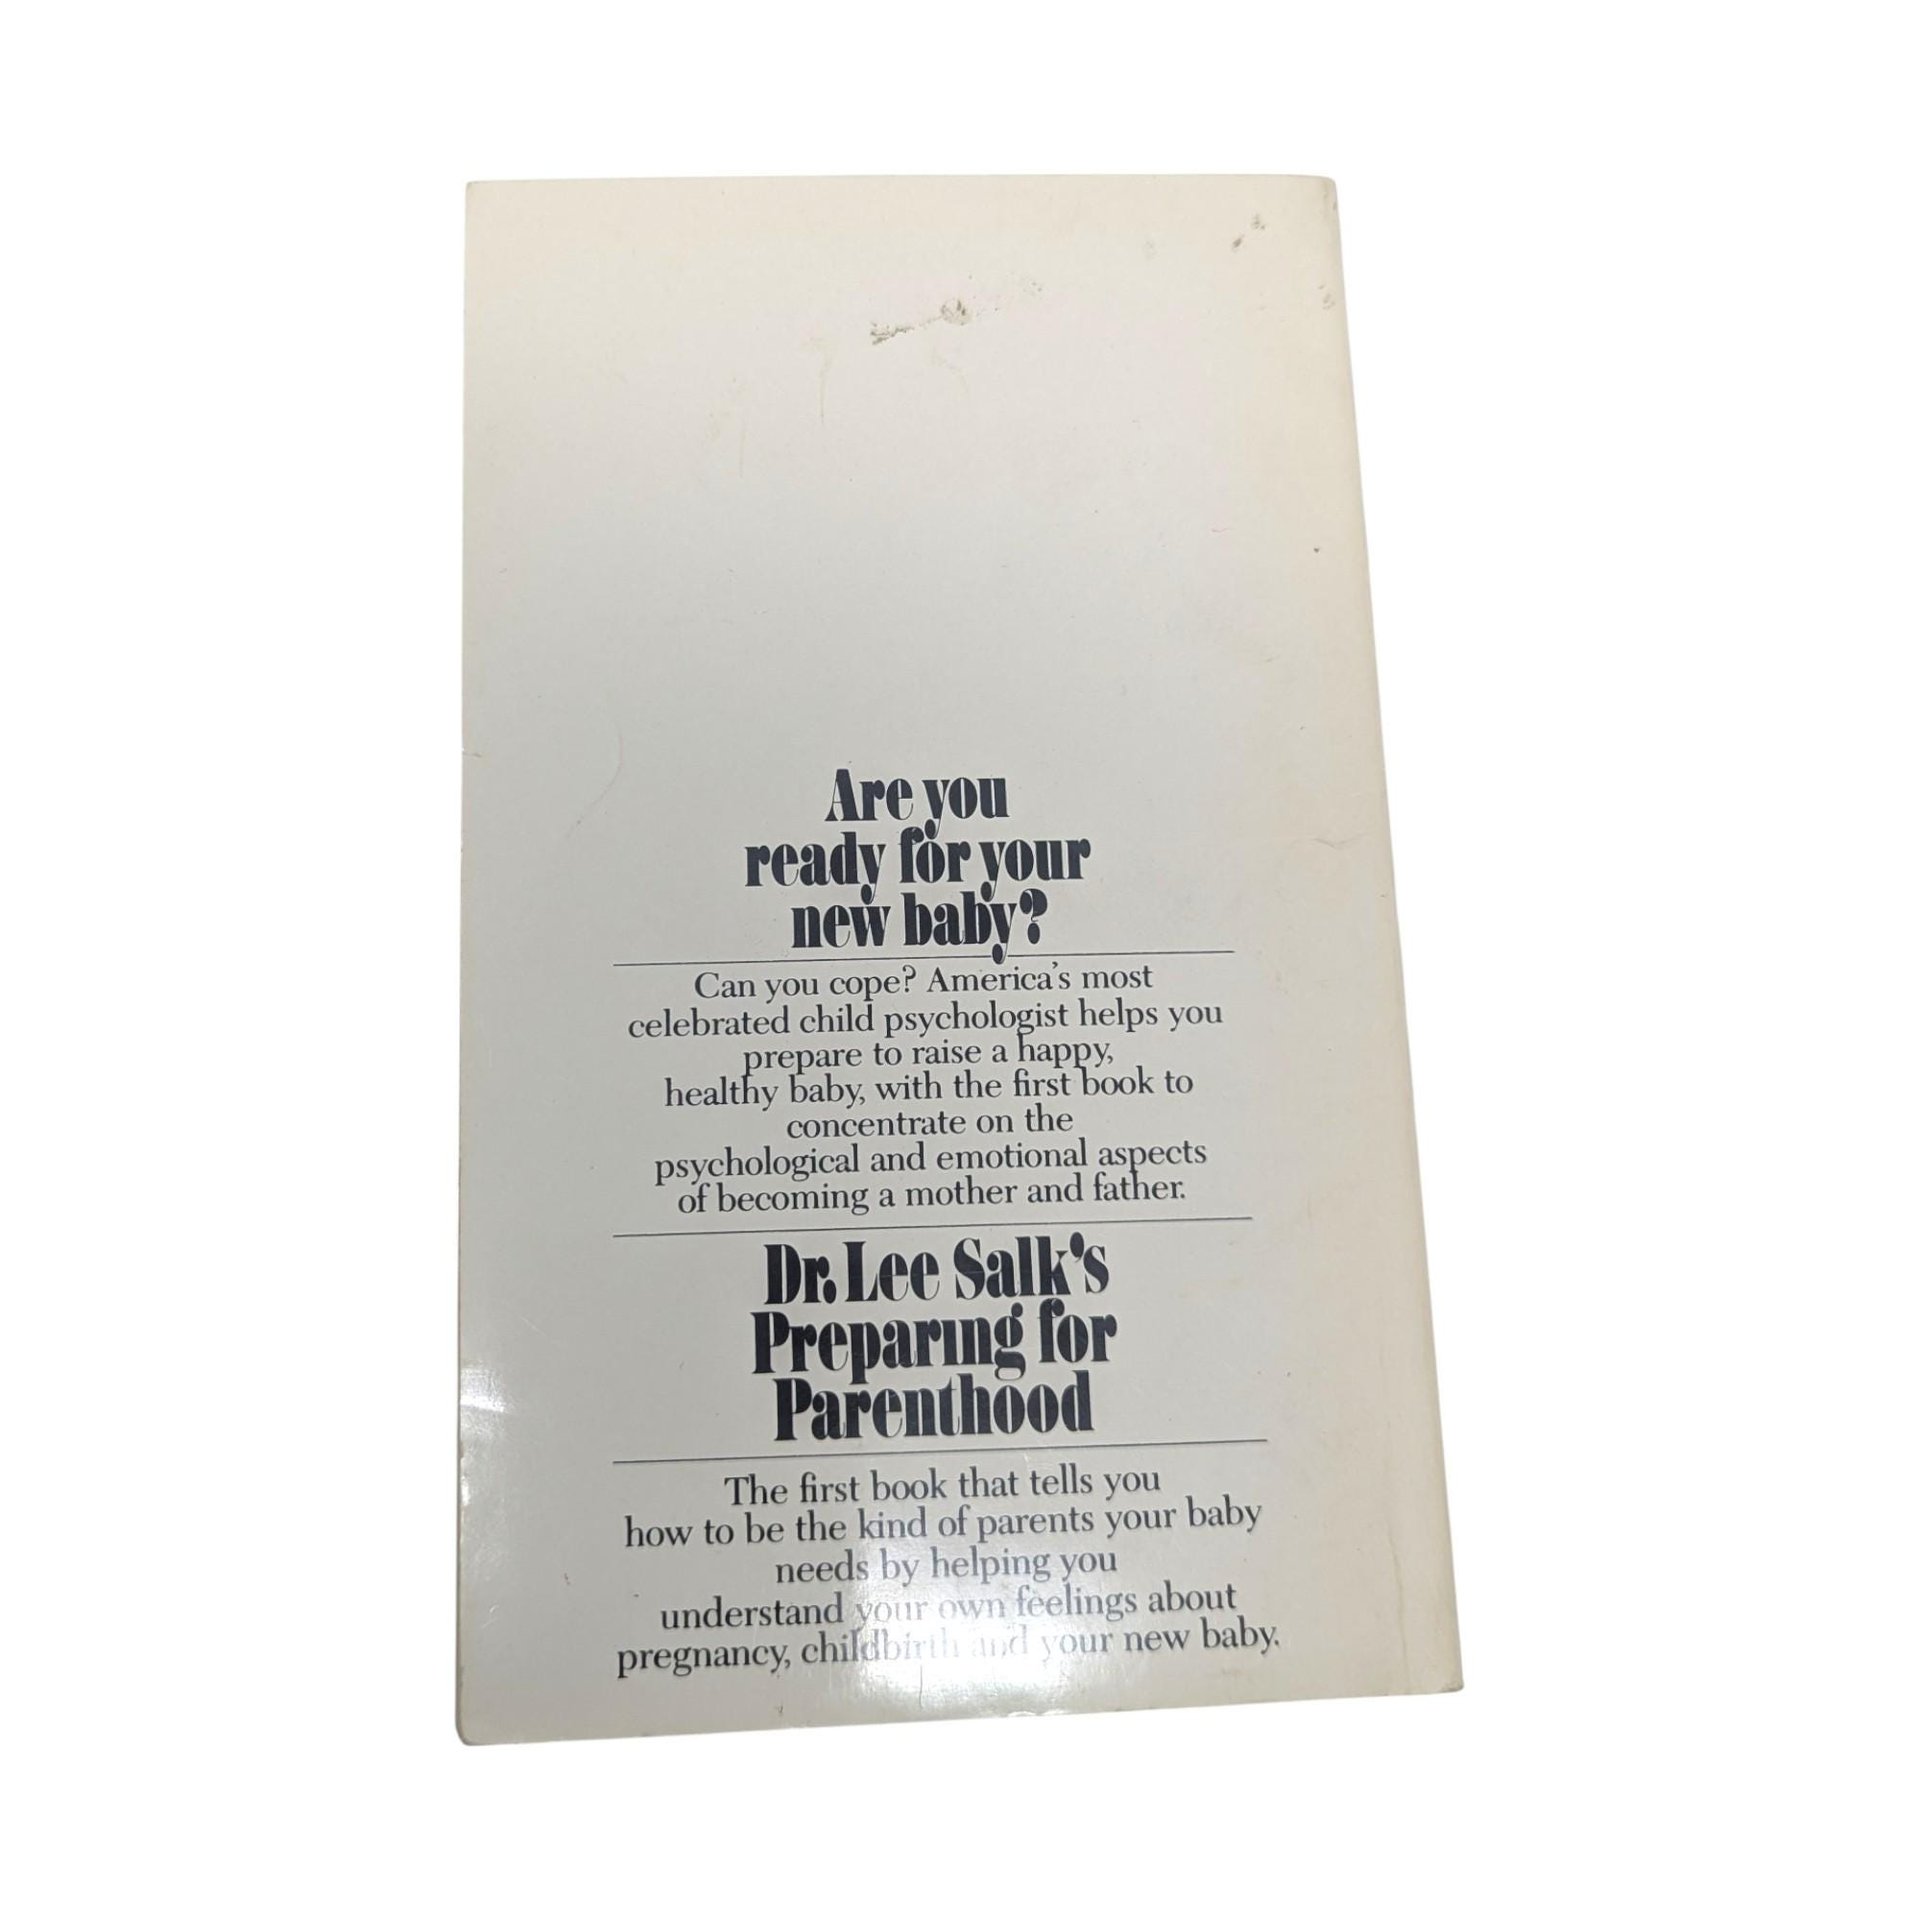 Are you
ready for your
new baby?
Can you cope? America's most
celebrated child psychologist helps you
prepare to raise a happy,
healthy baby, with the first book to
concentrate on the
psychological and emotional aspects
of becoming a mother and father.
Dr. Lee Salk's
Preparing for
Parenthood
The first book that tells you
how to be the kind of parents your baby
needs by helping you
understand your own feelings about
pregnancy, childbirth and your new baby.